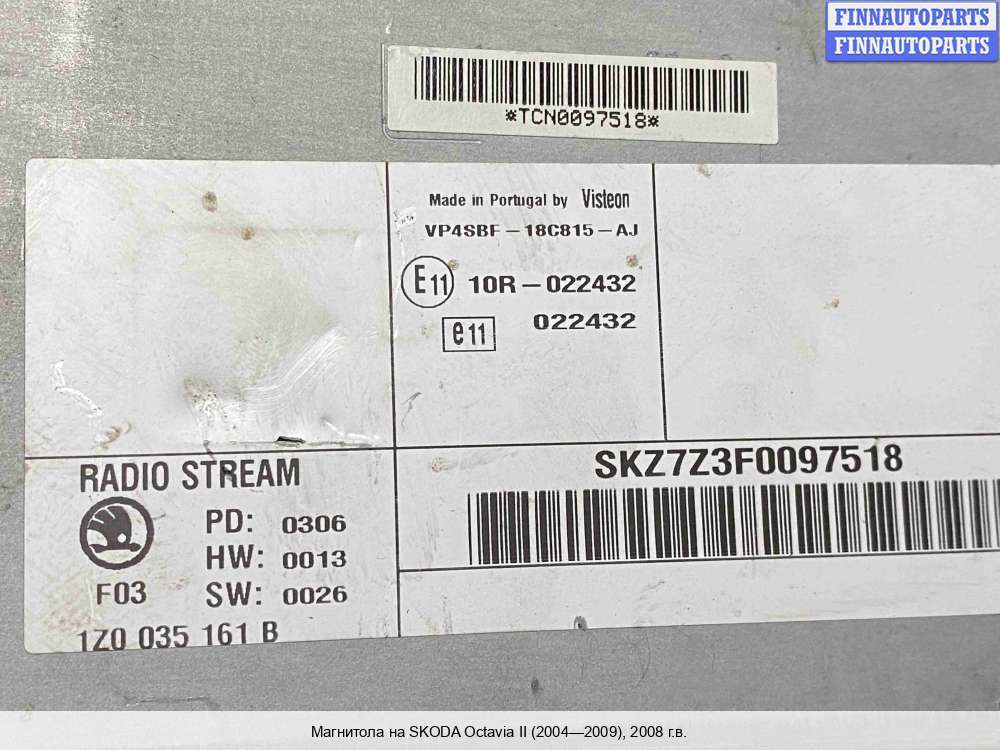 FINNAUTOPARTS
FINNAUTOPARTS
*TCN0097518*
Made in Portugal by Visteon
VP4SBF-18C815-AJ
E11 10R-022432
e11 022432
SKZ7Z3F0097518
RADIO STREAM
PD: 0306
HW: 0013
F03 SW: 0026
1Z0 035 161 B
Магнитола на SKODA Octavia II (2004—2009), 2008 г.в.